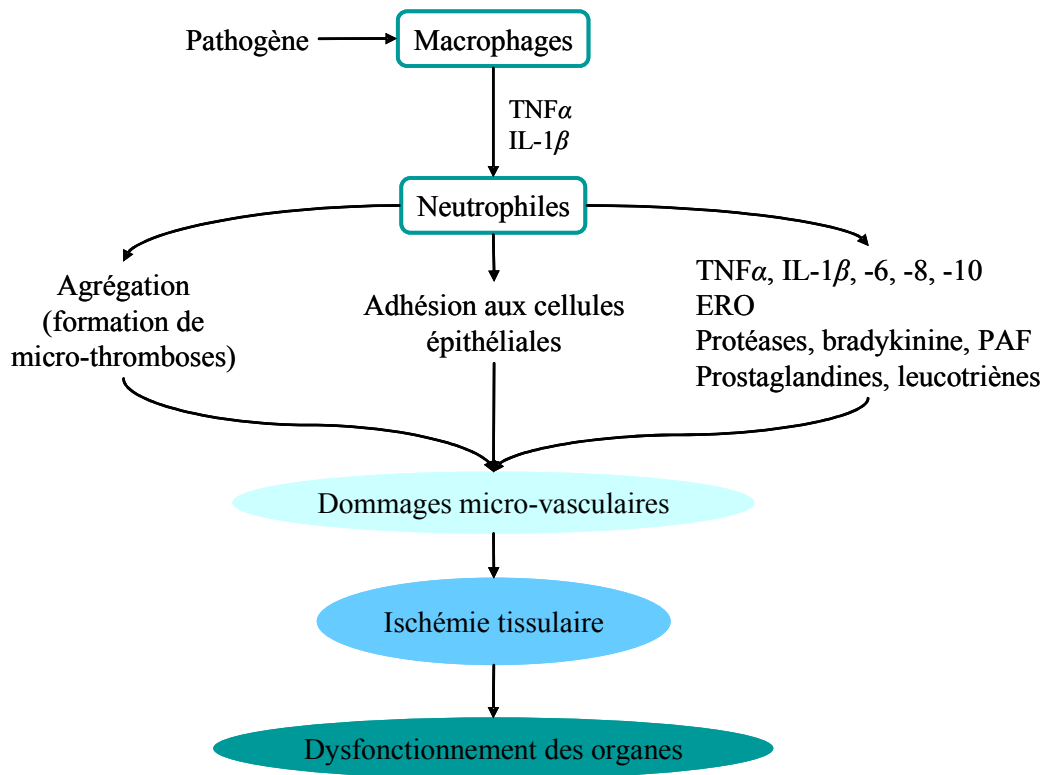 Pathogène
Macrophages
TNFα
IL-1β
Neutrophiles
Agrégation
(formation de
micro-thromboses)
Adhésion aux cellules
épithéliales
TNFα, IL-1β, -6, -8, -10
ERO
Protéases, bradykinine, PAF
Prostaglandines, leucotriènes
Dommages micro-vasculaires
Ischémie tissulaire
Dysfonctionnement des organes